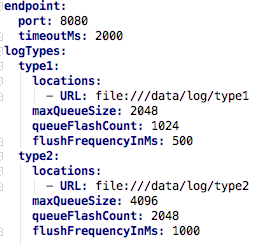 endpoint:
  port: 8080
  timeoutMs: 2000
logTypes:
  type1:
    locations:
      - URL: file:///data/log/type1
    maxQueueSize: 2048
    queueFlashCount: 1024
    flushFrequencyInMs: 500
  type2:
    locations:
      - URL: file:///data/log/type2
    maxQueueSize: 4096
    queueFlashCount: 2048
    flushFrequencyInMs: 1000